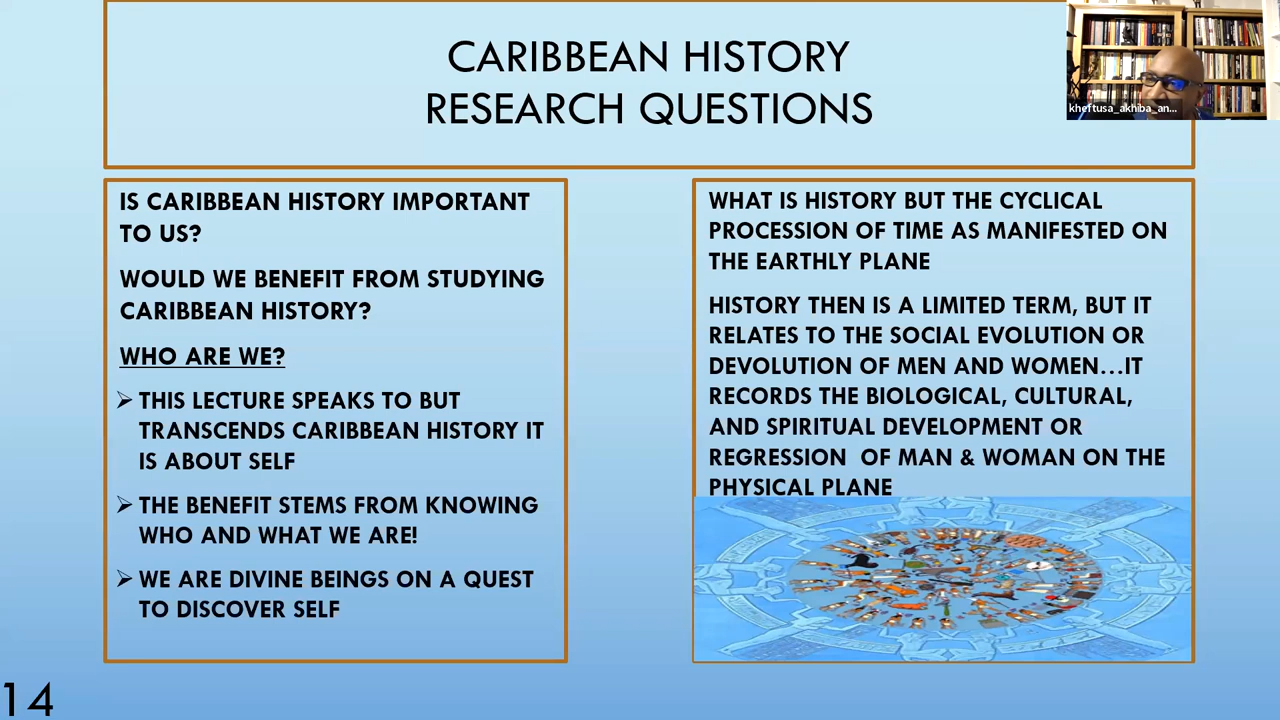 CARIBBEAN HISTORY
RESEARCH QUESTIONS
kheftusa_akhiba_an...
IS CARIBBEAN HISTORY IMPORTANT
TO US?
WOULD WE BENEFIT FROM STUDYING
CARIBBEAN HISTORY?
WHO ARE WE?
➢ THIS LECTURE SPEAKS TO BUT
TRANSCENDS CARIBBEAN HISTORY IT
IS ABOUT SELF
➢ THE BENEFIT STEMS FROM KNOWING
WHO AND WHAT WE ARE!
➢ WE ARE DIVINE BEINGS ON A QUEST
TO DISCOVER SELF
WHAT IS HISTORY BUT THE CYCLICAL
PROCESSION OF TIME AS MANIFESTED ON
THE EARTHLY PLANE
HISTORY THEN IS A LIMITED TERM, BUT IT
RELATES TO THE SOCIAL EVOLUTION OR
DEVOLUTION OF MEN AND WOMEN...IT
RECORDS THE BIOLOGICAL, CULTURAL,
AND SPIRITUAL DEVELOPMENT OR
REGRESSION OF MAN & WOMAN ON THE
PHYSICAL PLANE
14